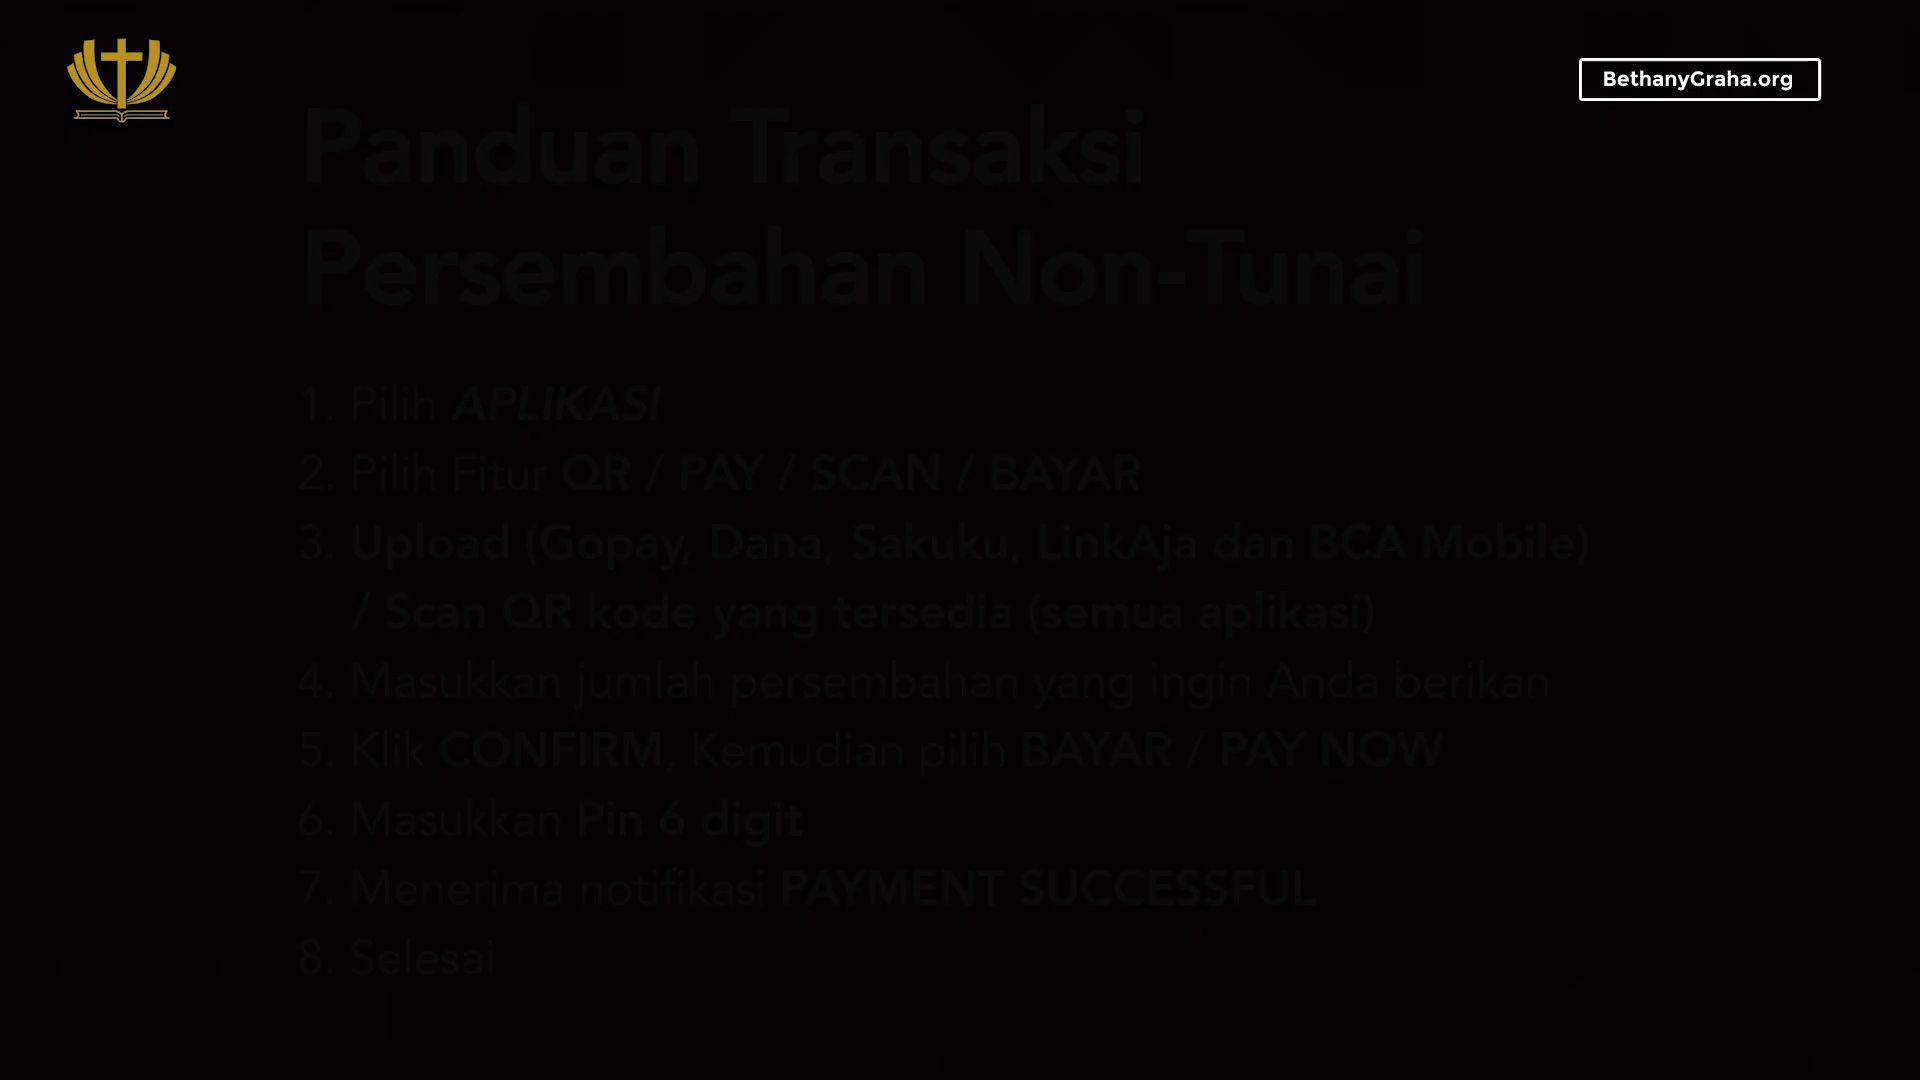 BethanyGraha.org
Panduan Transaksi
Persembahan Non-Tunai
1. Pilih APLIKASI
2. Pilih Fitur QR / PAY / SCAN / BAYAR
3. Upload (Gopay, Dana, Sakuku, LinkAja dan BCA Mobile)
/ Scan QR kode yang tersedia (semua aplikasi)
4. Masukkan jumlah persembahan yang ingin Anda berikan
5. Klik CONFIRM, Kemudian pilih BAYAR / PAY NOW
6. Masukkan Pin 6 digit
7. Menerima notifikasi PAYMENT SUCCESSFUL
8. Selesai